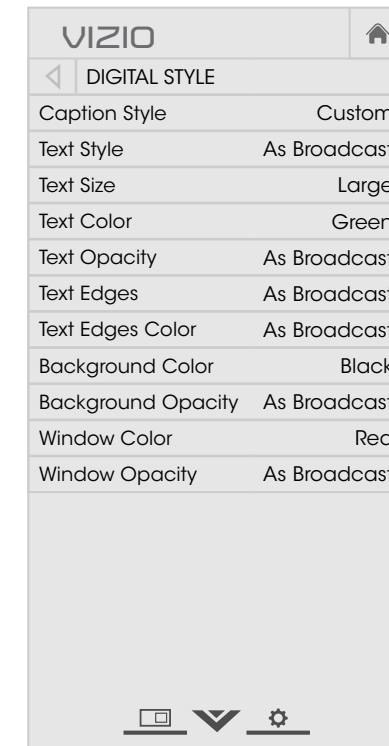 VIZIO
DIGITAL STYLE
Caption Style Custom
Text Style As Broadcast
Text Size Large
Text Color Green
Text Opacity As Broadcast
Text Edges As Broadcast
Text Edges Color As Broadcast
Background Color Black
Background Opacity As Broadcast
Window Color Red
Window Opacity As Broadcast